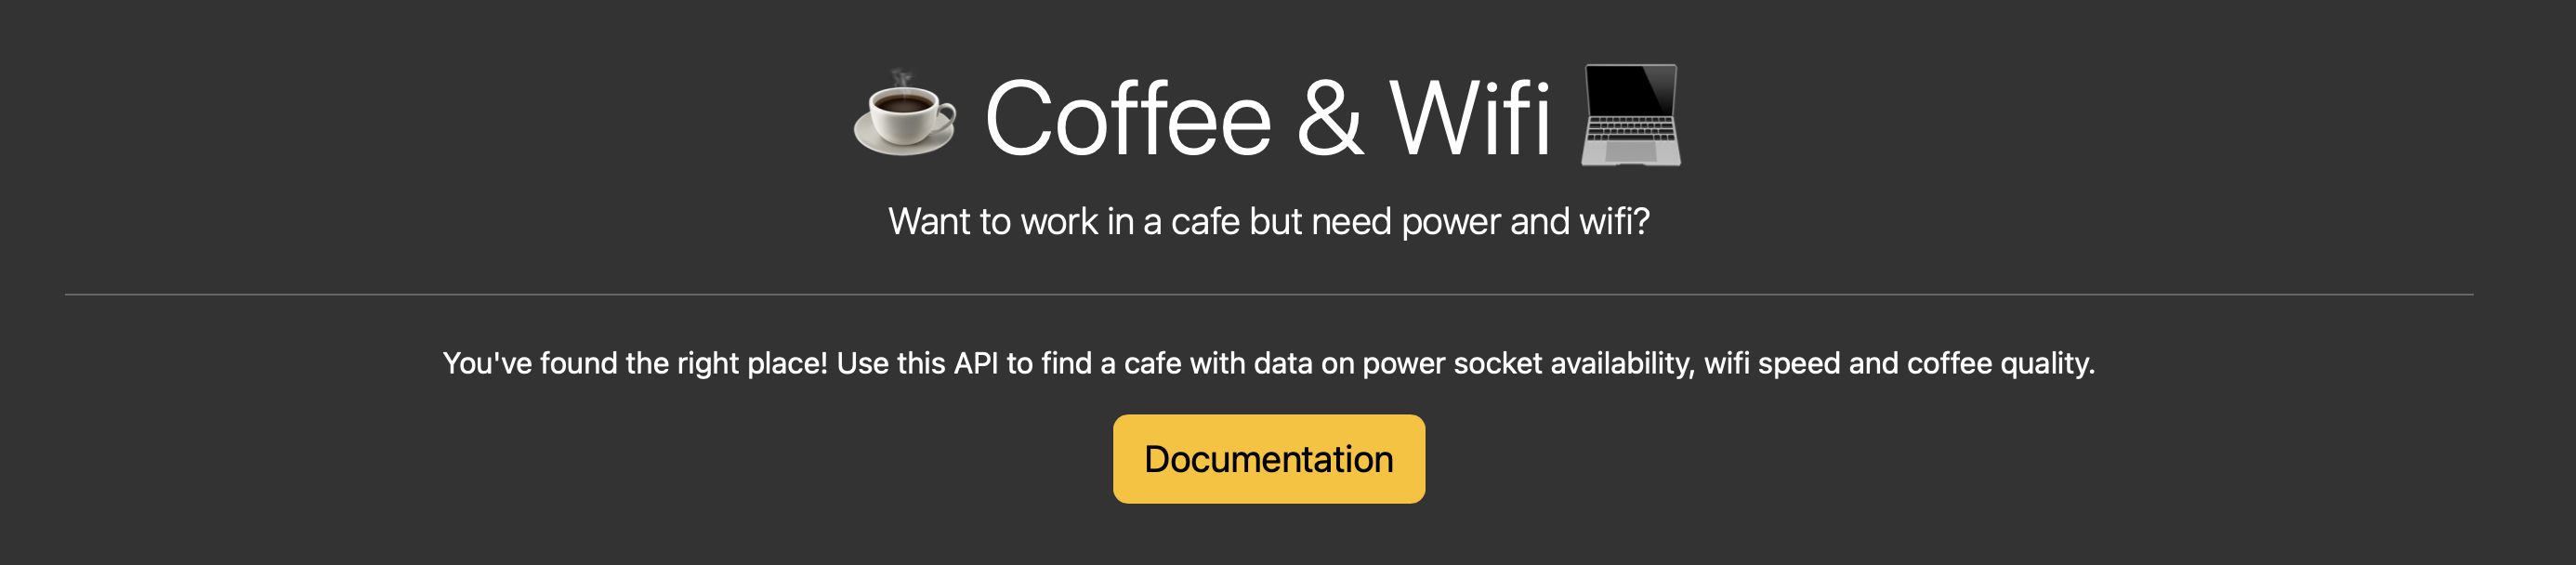 ☕ Coffee & Wifi 💻
Want to work in a cafe but need power and wifi?
You've found the right place! Use this API to find a cafe with data on power socket availability, wifi speed and coffee quality.
Documentation